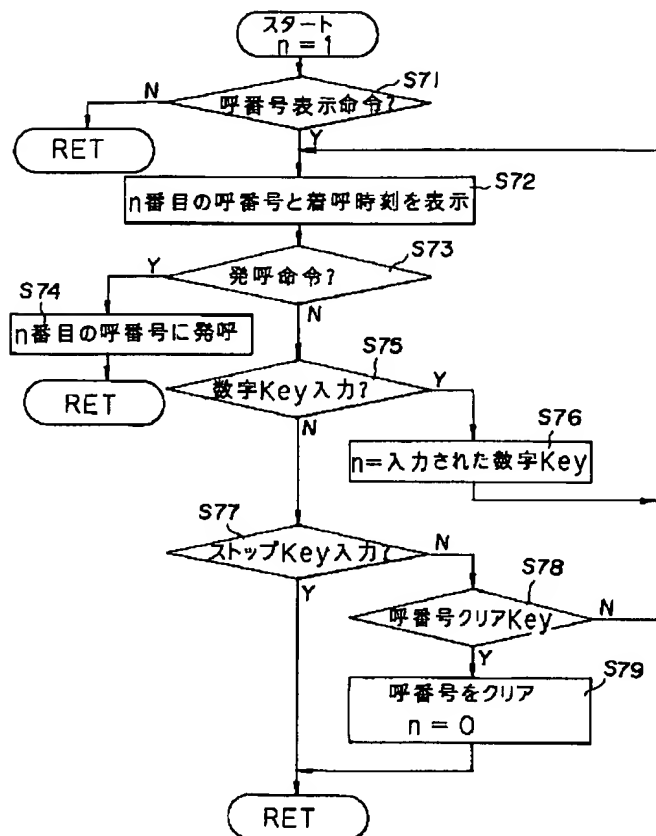 スタート
n = 1
S71
N
呼番号表示命令?
RET
Y
S72
n番目の呼番号と着呼時刻を表示
S73
Y
発呼命令?
S74
N
n番目の呼番号に発呼
S75
RET
数字Key入力?
Y
N
S76
n=入力された数字Key
S77
ストップKey入力?
N
S78
Y
呼番号クリアKey
N
Y
S79
呼番号をクリア
n = 0
RET